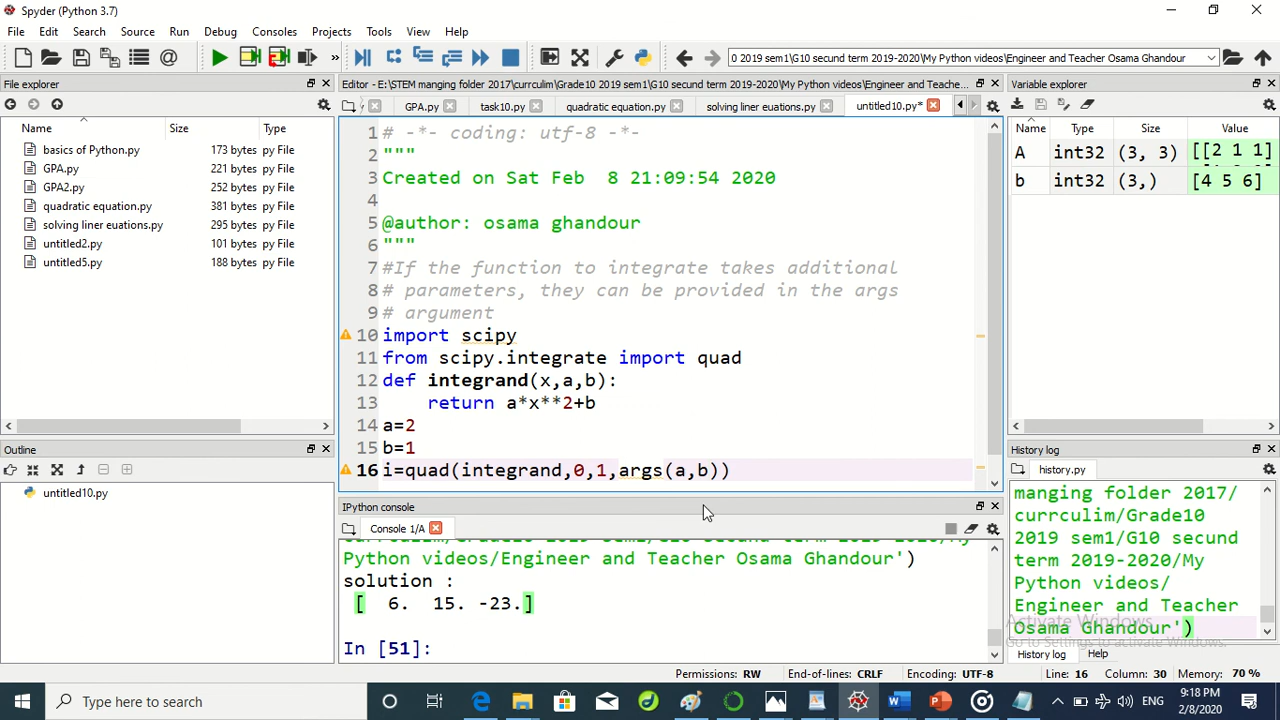 Spyder (Python 3.7)
File Edit Search Source Run Debug Consoles Projects Tools View Help
0 2019 sem1\G10 secund term 2019-2020\My Python videos\Engineer and Teacher Osama Ghandour
File explorer
Name Size Type
basics of Python.py 173 bytes py File
GPA.py 221 bytes py File
GPA2.py 252 bytes py File
quadratic equation.py 381 bytes py File
solving liner euations.py 295 bytes py File
untitled2.py 101 bytes py File
untitled5.py 188 bytes py File
Outline
untitled10.py
Editor - E:\STEM manging folder 2017\currculim\Grade10 2019 sem1\G10 secund term 2019-2020\My Python videos\Engineer and Teache...
GPA.py task10.py quadratic equation.py solving liner euations.py untitled10.py*
1 # -*- coding: utf-8 -*-
2 """
3 Created on Sat Feb  8 21:09:54 2020
4
5 @author: osama ghandour
6 """
7 #If the function to integrate takes additional
8 # parameters, they can be provided in the args
9 # argument
10 import scipy
11 from scipy.integrate import quad
12 def integrand(x,a,b):
13     return a*x**2+b
14 a=2
15 b=1
16 i=quad(integrand,0,1,args(a,b))
IPython console
Console 1/A
Python videos/Engineer and Teacher Osama Ghandour')
solution :
[  6.  15. -23.]
In [51]:
Variable explorer
Name Type Size Value
A int32 (3, 3) [[2 1 1]
b int32 (3,) [4 5 6]
History log
history.py
manging folder 2017/
currculim/Grade10
2019 sem1/G10 secund
term 2019-2020/My
Python videos/
Engineer and Teacher
Osama Ghandour')
Activate Windows
Go to Settings to activate Windows.
History log Help
Permissions: RW End-of-lines: CRLF Encoding: UTF-8 Line: 16 Column: 30 Memory: 70 %
Type here to search
ENG
9:18 PM
2/8/2020